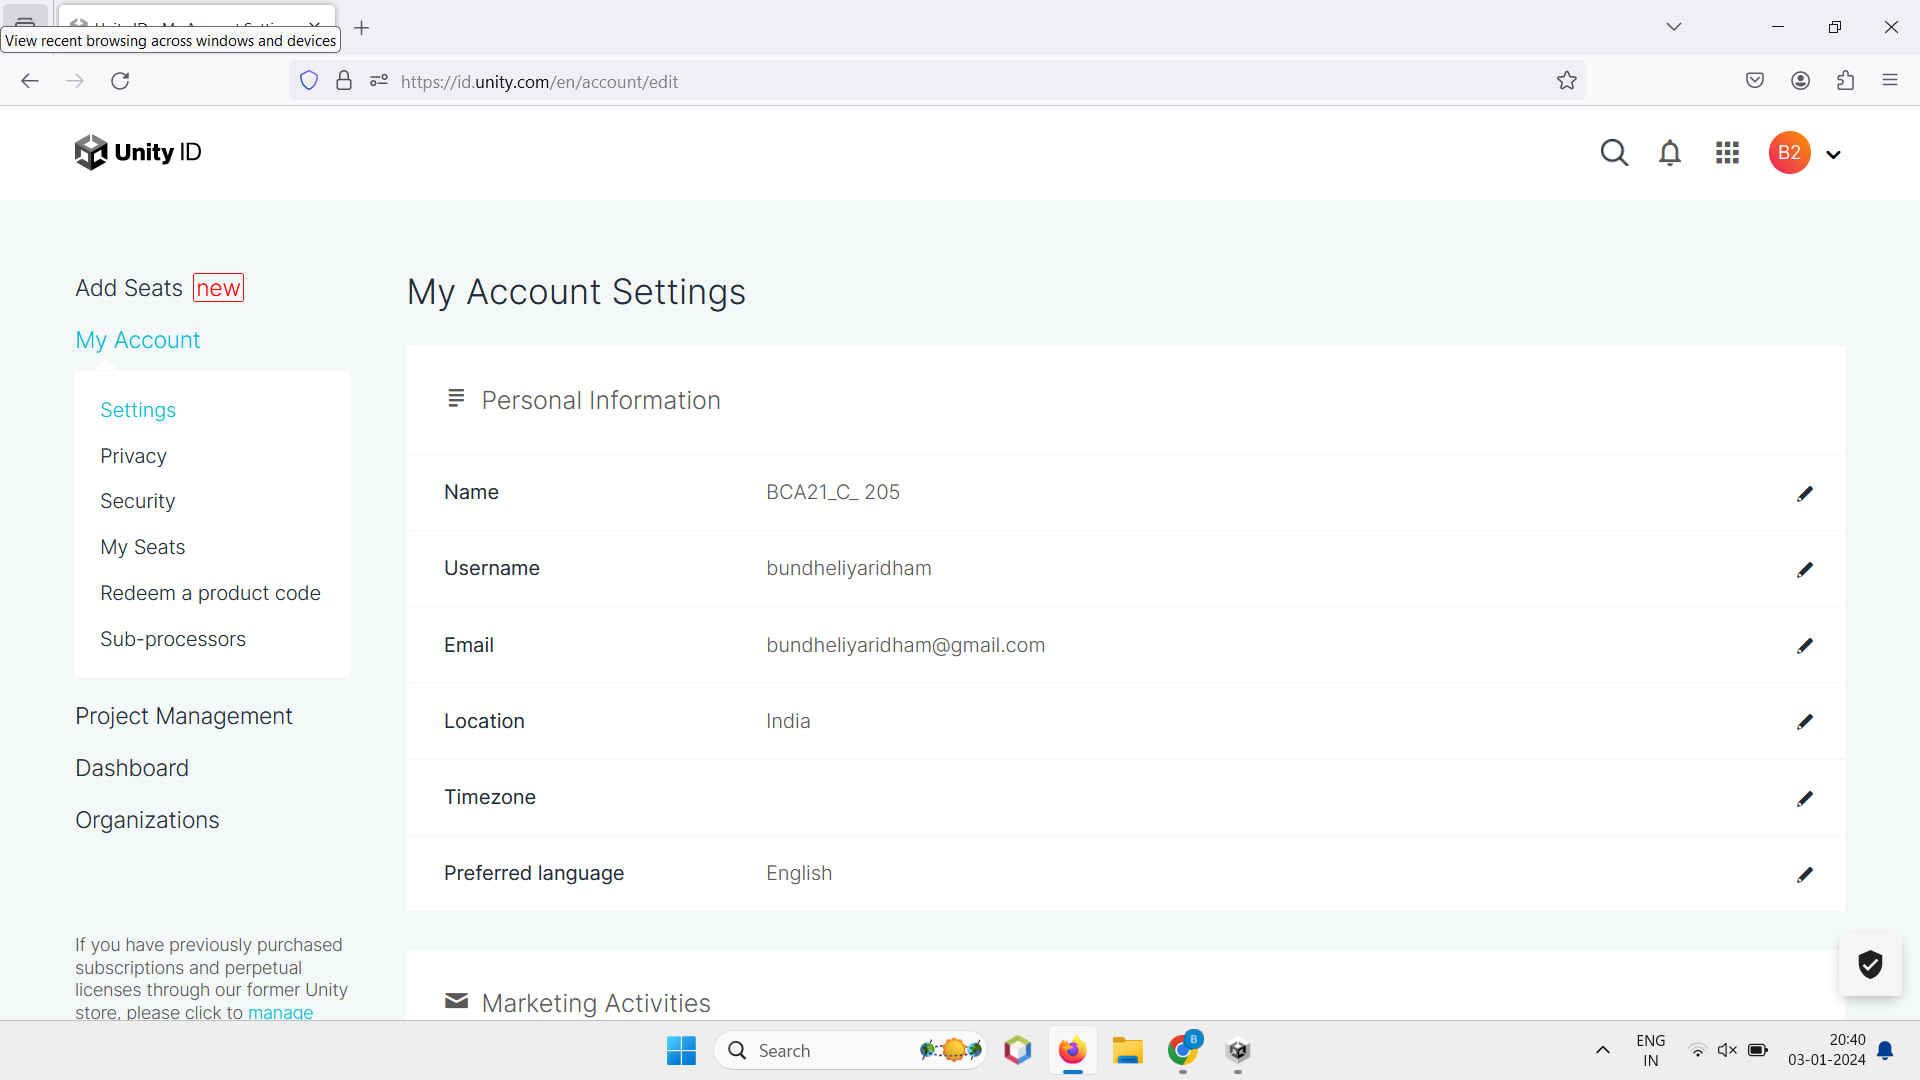 View recent browsing across windows and devices
https://id.unity.com/en/account/edit
Unity ID
B2
Add Seats new
My Account Settings
My Account
Personal Information
Settings
Privacy
Security
My Seats
Redeem a product code
Sub-processors
Name BCA21_C_ 205
Username bundheliyaridham
Email bundheliyaridham@gmail.com
Location India
Timezone
Preferred language English
Project Management
Dashboard
Organizations
If you have previously purchased
subscriptions and perpetual
licenses through our former Unity
store, please click to manage
Marketing Activities
Search
B
ENG
IN
20:40
03-01-2024